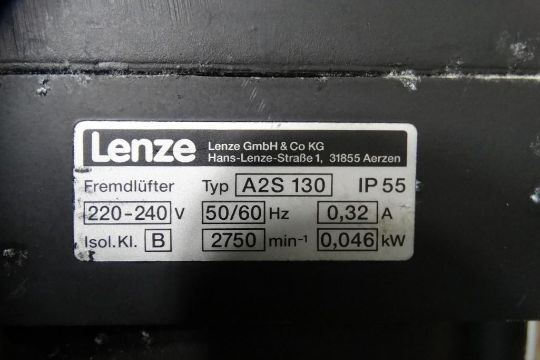 Lenze Lenze GmbH & Co KG
Hans-Lenze-Straße 1, 31855 Aerzen
Fremdlüfter Typ A2S 130 IP 55
220-240 V 50/60 Hz 0,32 A
Isol.Kl. B 2750 min⁻¹ 0,046 kW